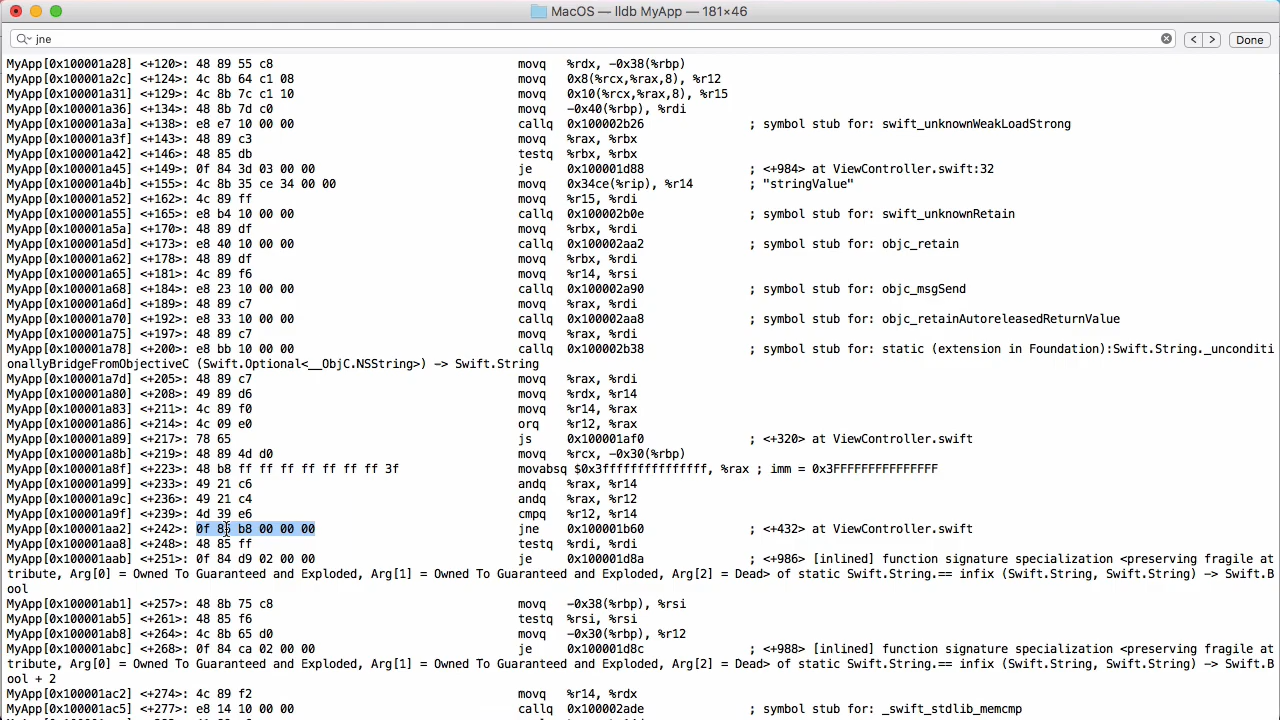 MacOS — lldb MyApp — 181×46
jne
< > Done
MyApp[0x100001a28] <+120>: 48 89 55 c8 movq %rdx, -0x38(%rbp)
MyApp[0x100001a2c] <+124>: 4c 8b 64 c1 08 movq 0x8(%rcx,%rax,8), %r12
MyApp[0x100001a31] <+129>: 4c 8b 7c c1 10 movq 0x10(%rcx,%rax,8), %r15
MyApp[0x100001a36] <+134>: 48 8b 7d c0 movq -0x40(%rbp), %rdi
MyApp[0x100001a3a] <+138>: e8 e7 10 00 00 callq 0x100002b26 ; symbol stub for: swift_unknownWeakLoadStrong
MyApp[0x100001a3f] <+143>: 48 89 c3 movq %rax, %rbx
MyApp[0x100001a42] <+146>: 48 85 db testq %rbx, %rbx
MyApp[0x100001a45] <+149>: 0f 84 3d 03 00 00 je 0x100001d88 ; <+984> at ViewController.swift:32
MyApp[0x100001a4b] <+155>: 4c 8b 35 ce 34 00 00 movq 0x34ce(%rip), %r14 ; "stringValue"
MyApp[0x100001a52] <+162>: 4c 89 ff movq %r15, %rdi
MyApp[0x100001a55] <+165>: e8 b4 10 00 00 callq 0x100002b0e ; symbol stub for: swift_unknownRetain
MyApp[0x100001a5a] <+170>: 48 89 df movq %rbx, %rdi
MyApp[0x100001a5d] <+173>: e8 40 10 00 00 callq 0x100002aa2 ; symbol stub for: objc_retain
MyApp[0x100001a62] <+178>: 48 89 df movq %rbx, %rdi
MyApp[0x100001a65] <+181>: 4c 89 f6 movq %r14, %rsi
MyApp[0x100001a68] <+184>: e8 23 10 00 00 callq 0x100002a90 ; symbol stub for: objc_msgSend
MyApp[0x100001a6d] <+189>: 48 89 c7 movq %rax, %rdi
MyApp[0x100001a70] <+192>: e8 33 10 00 00 callq 0x100002aa8 ; symbol stub for: objc_retainAutoreleasedReturnValue
MyApp[0x100001a75] <+197>: 48 89 c7 movq %rax, %rdi
MyApp[0x100001a78] <+200>: e8 bb 10 00 00 callq 0x100002b38 ; symbol stub for: static (extension in Foundation):Swift.String._unconditi
onallyBridgeFromObjectiveC (Swift.Optional<__ObjC.NSString>) -> Swift.String
MyApp[0x100001a7d] <+205>: 48 89 c7 movq %rax, %rdi
MyApp[0x100001a80] <+208>: 49 89 d6 movq %rdx, %r14
MyApp[0x100001a83] <+211>: 4c 89 f0 movq %r14, %rax
MyApp[0x100001a86] <+214>: 4c 09 e0 orq %r12, %rax
MyApp[0x100001a89] <+217>: 78 65 js 0x100001af0 ; <+320> at ViewController.swift
MyApp[0x100001a8b] <+219>: 48 89 4d d0 movq %rcx, -0x30(%rbp)
MyApp[0x100001a8f] <+223>: 48 b8 ff ff ff ff ff ff ff 3f movabsq $0x3fffffffffffffff, %rax ; imm = 0x3FFFFFFFFFFFFFFF
MyApp[0x100001a99] <+233>: 49 21 c6 andq %rax, %r14
MyApp[0x100001a9c] <+236>: 49 21 c4 andq %rax, %r12
MyApp[0x100001a9f] <+239>: 4d 39 e6 cmpq %r12, %r14
MyApp[0x100001aa2] <+242>: 0f 85 b8 00 00 00 jne 0x100001b60 ; <+432> at ViewController.swift
MyApp[0x100001aa8] <+248>: 48 85 ff testq %rdi, %rdi
MyApp[0x100001aab] <+251>: 0f 84 d9 02 00 00 je 0x100001d8a ; <+986> [inlined] function signature specialization <preserving fragile at
tribute, Arg[0] = Owned To Guaranteed and Exploded, Arg[1] = Owned To Guaranteed and Exploded, Arg[2] = Dead> of static Swift.String.== infix (Swift.String, Swift.String) -> Swift.B
ool
MyApp[0x100001ab1] <+257>: 48 8b 75 c8 movq -0x38(%rbp), %rsi
MyApp[0x100001ab5] <+261>: 48 85 f6 testq %rsi, %rsi
MyApp[0x100001ab8] <+264>: 4c 8b 65 d0 movq -0x30(%rbp), %r12
MyApp[0x100001abc] <+268>: 0f 84 ca 02 00 00 je 0x100001d8c ; <+988> [inlined] function signature specialization <preserving fragile at
tribute, Arg[0] = Owned To Guaranteed and Exploded, Arg[1] = Owned To Guaranteed and Exploded, Arg[2] = Dead> of static Swift.String.== infix (Swift.String, Swift.String) -> Swift.B
ool + 2
MyApp[0x100001ac2] <+274>: 4c 89 f2 movq %r14, %rdx
MyApp[0x100001ac5] <+277>: e8 14 10 00 00 callq 0x100002ade ; symbol stub for: _swift_stdlib_memcmp